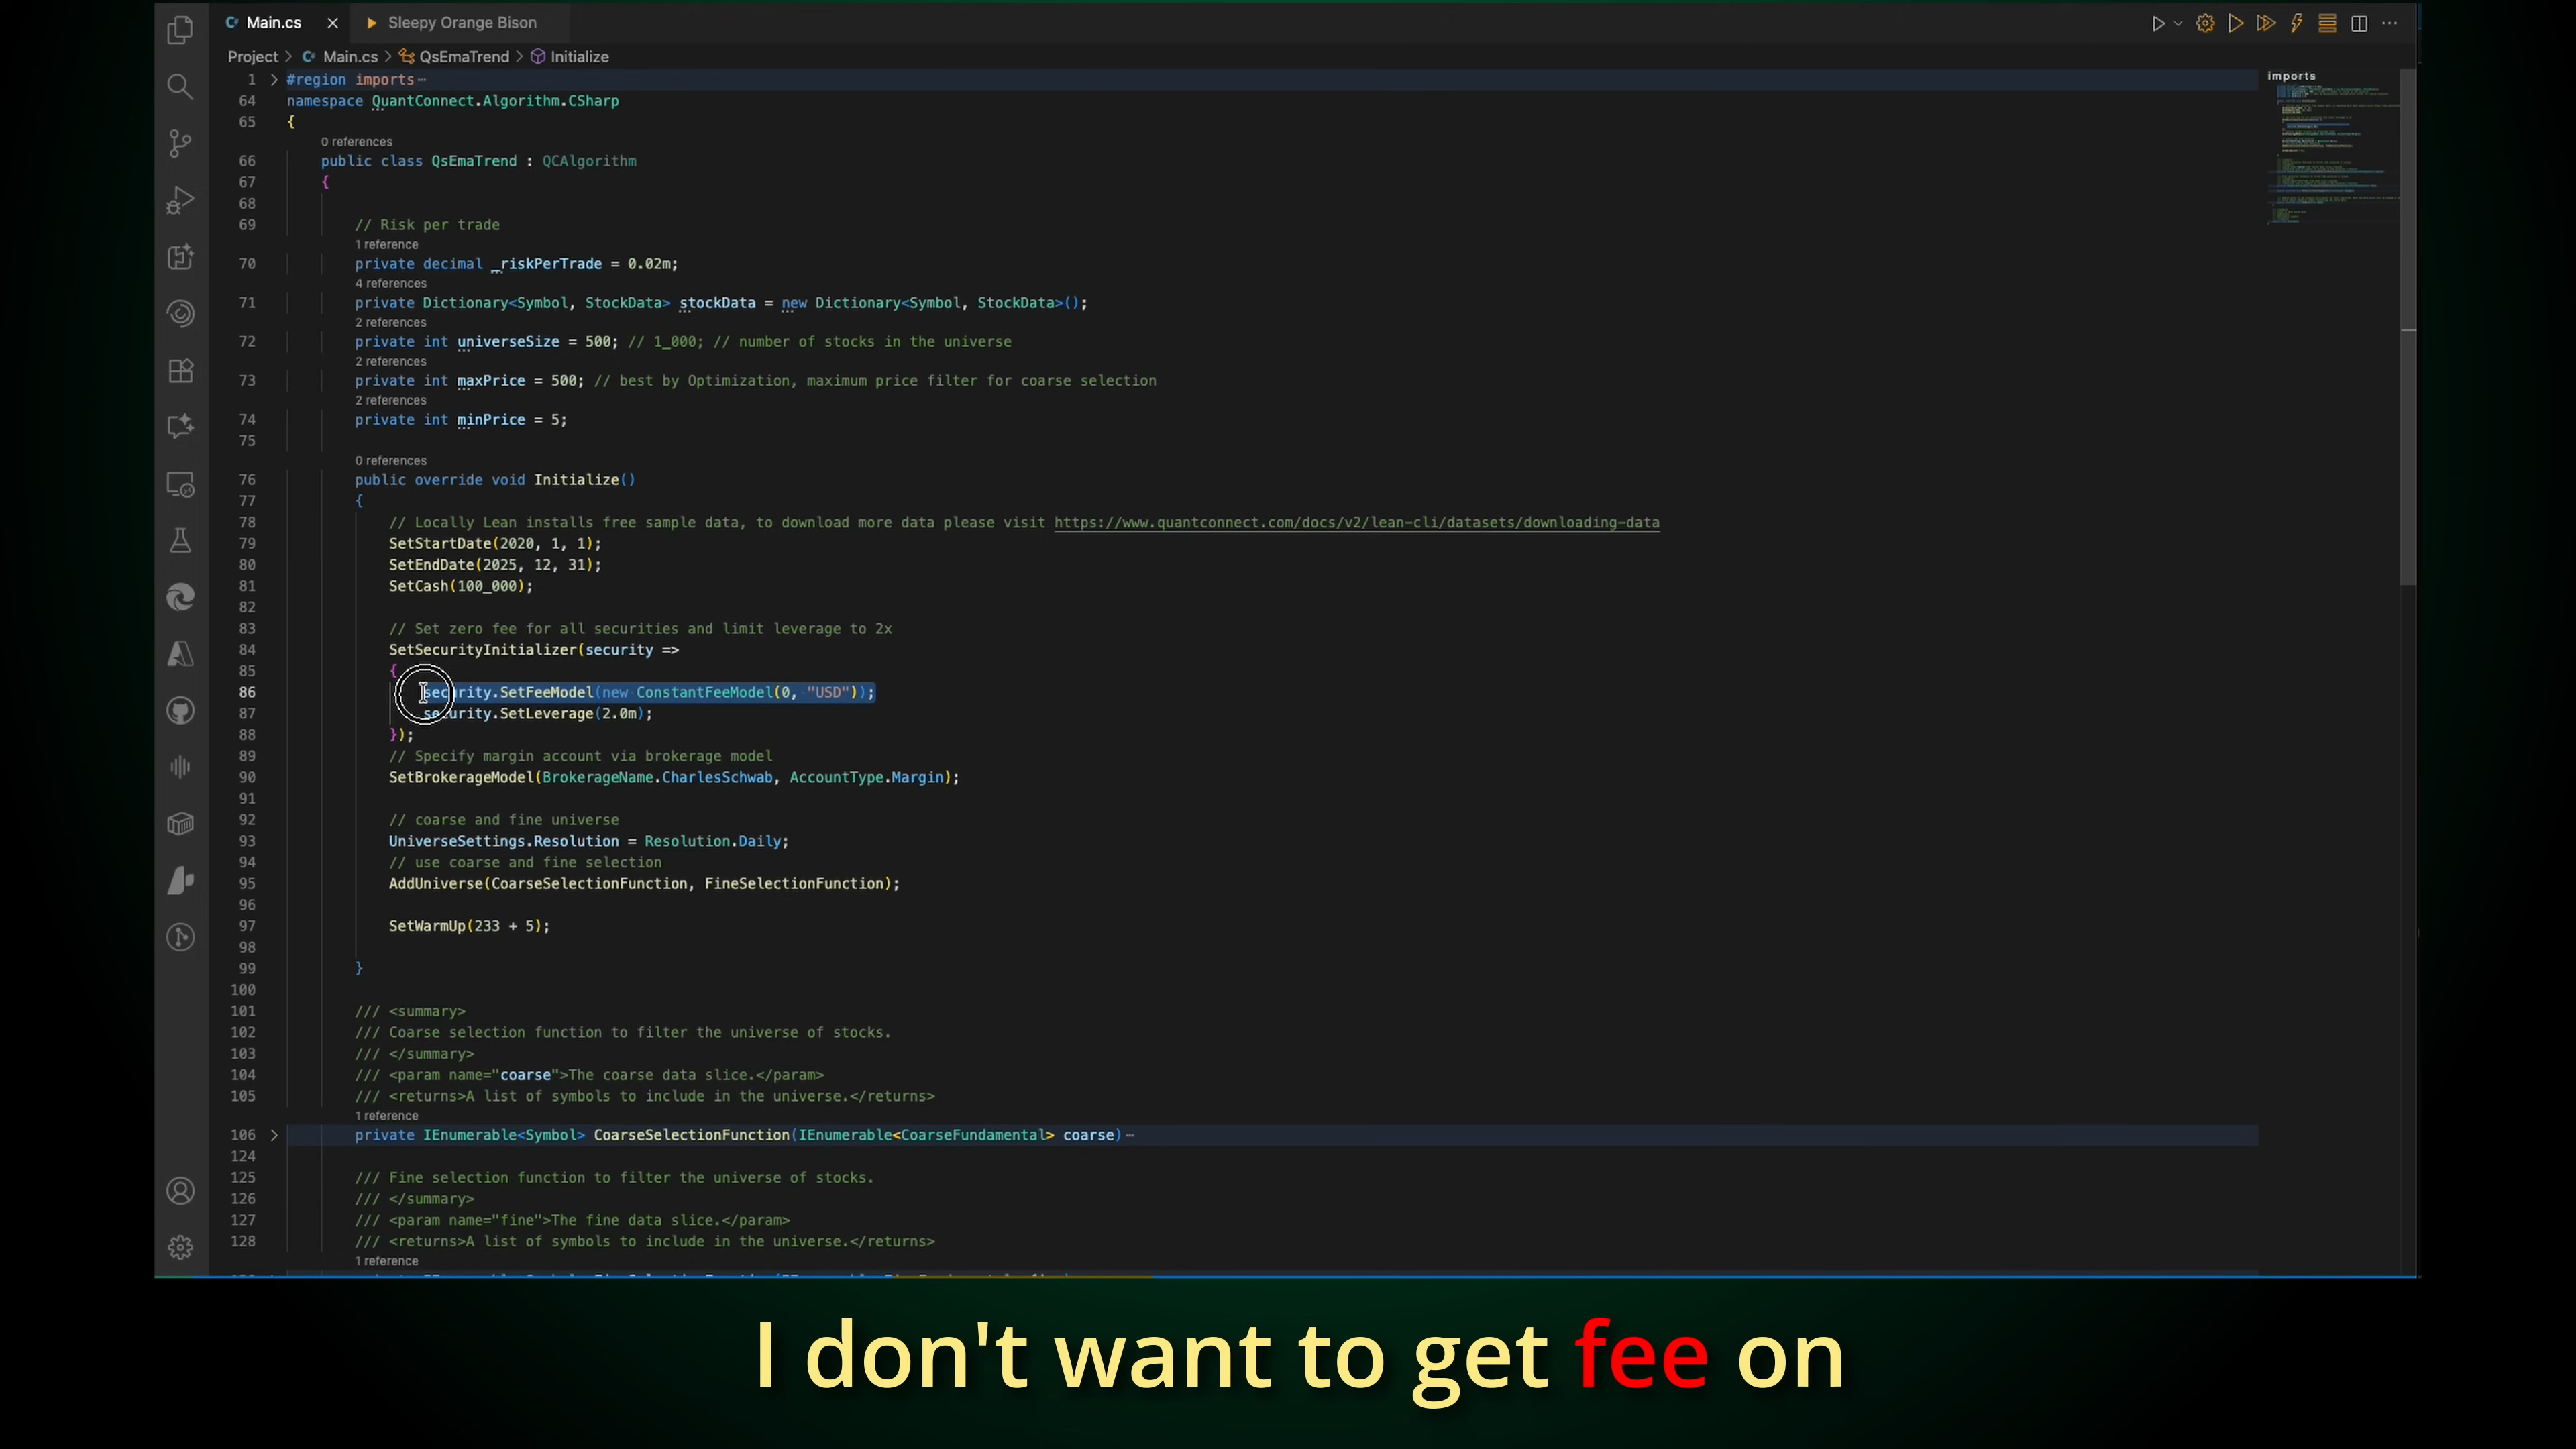 Main.cs
Sleepy Orange Bison
Project > Main.cs > QsEmaTrend > Initialize
imports
1 #region imports
64 namespace QuantConnect.Algorithm.CSharp
65 {
0 references
66 public class QsEmaTrend : QCAlgorithm
67 {
68
69 // Risk per trade
1 reference
70 private decimal _riskPerTrade = 0.02m;
4 references
71 private Dictionary<Symbol, StockData> stockData = new Dictionary<Symbol, StockData>();
2 references
72 private int universeSize = 500; // 1_000; // number of stocks in the universe
2 references
73 private int maxPrice = 500; // best by Optimization, maximum price filter for coarse selection
2 references
74 private int minPrice = 5;
75
0 references
76 public override void Initialize()
77 {
78 // Locally Lean installs free sample data, to download more data please visit https://www.quantconnect.com/docs/v2/lean-cli/datasets/downloading-data
79 SetStartDate(2020, 1, 1);
80 SetEndDate(2025, 12, 31);
81 SetCash(100_000);
82
83 // Set zero fee for all securities and limit leverage to 2x
84 SetSecurityInitializer(security =>
85 {
86 security.SetFeeModel(new ConstantFeeModel(0, "USD"));
87 security.SetLeverage(2.0m);
88 });
89 // Specify margin account via brokerage model
90 SetBrokerageModel(BrokerageName.CharlesSchwab, AccountType.Margin);
91
92 // coarse and fine universe
93 UniverseSettings.Resolution = Resolution.Daily;
94 // use coarse and fine selection
95 AddUniverse(CoarseSelectionFunction, FineSelectionFunction);
96
97 SetWarmUp(233 + 5);
98
99 }
100
101 /// <summary>
102 /// Coarse selection function to filter the universe of stocks.
103 /// </summary>
104 /// <param name="coarse">The coarse data slice.</param>
105 /// <returns>A list of symbols to include in the universe.</returns>
1 reference
106 private IEnumerable<Symbol> CoarseSelectionFunction(IEnumerable<CoarseFundamental> coarse)
124
125 /// Fine selection function to filter the universe of stocks.
126 /// </summary>
127 /// <param name="fine">The fine data slice.</param>
128 /// <returns>A list of symbols to include in the universe.</returns>
1 reference
I don't want to get fee on